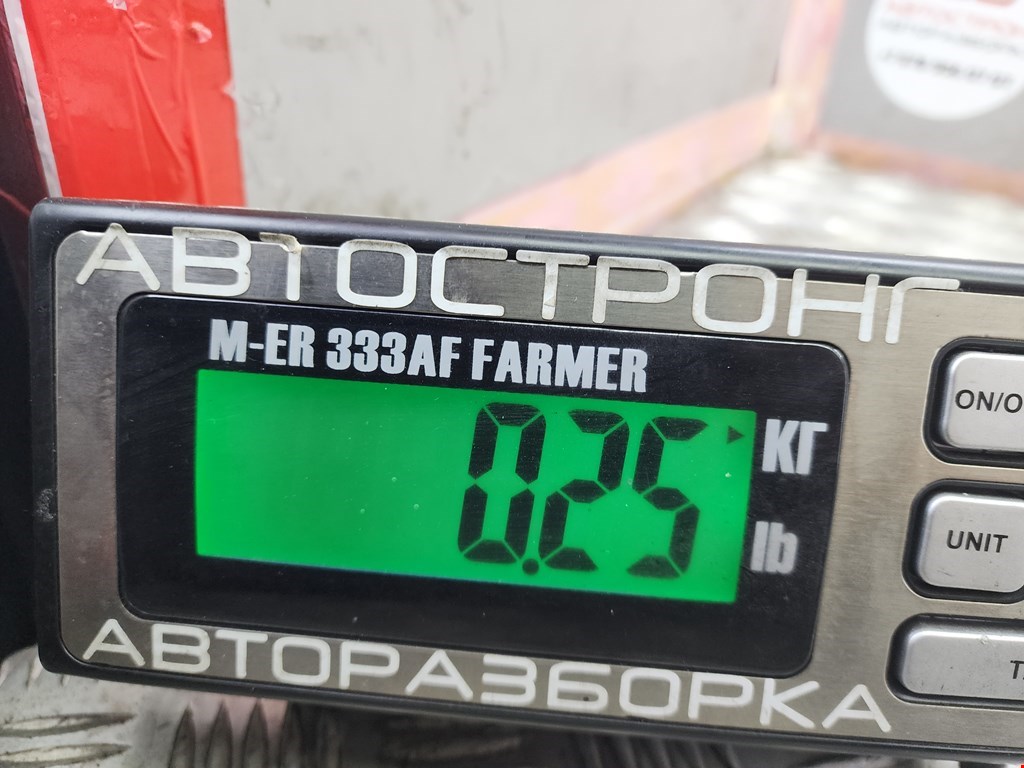 АВТОСТРОНГ
M-ER 333AF FARMER
0.25
КГ
lb
ON/O
UNIT
T
АВТОРАЗБОРКА